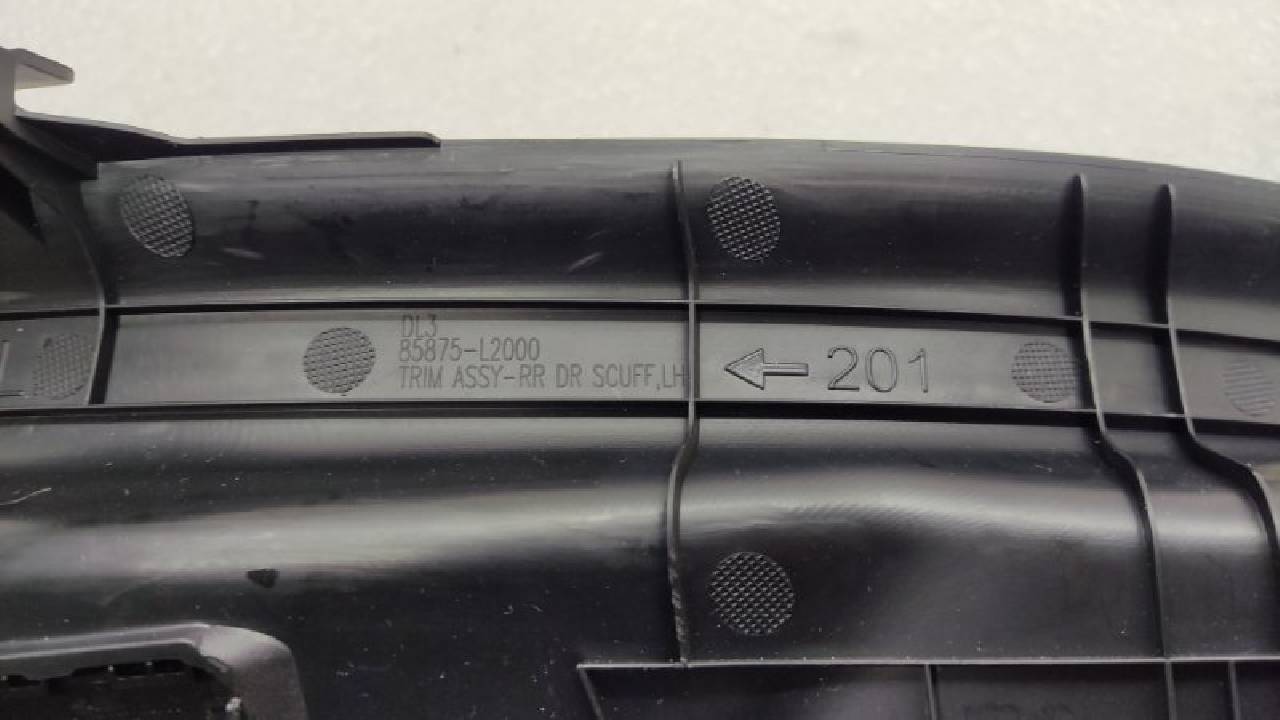 DL3
85875-L2000
TRIM ASSY-RR DR SCUFF,LH
201